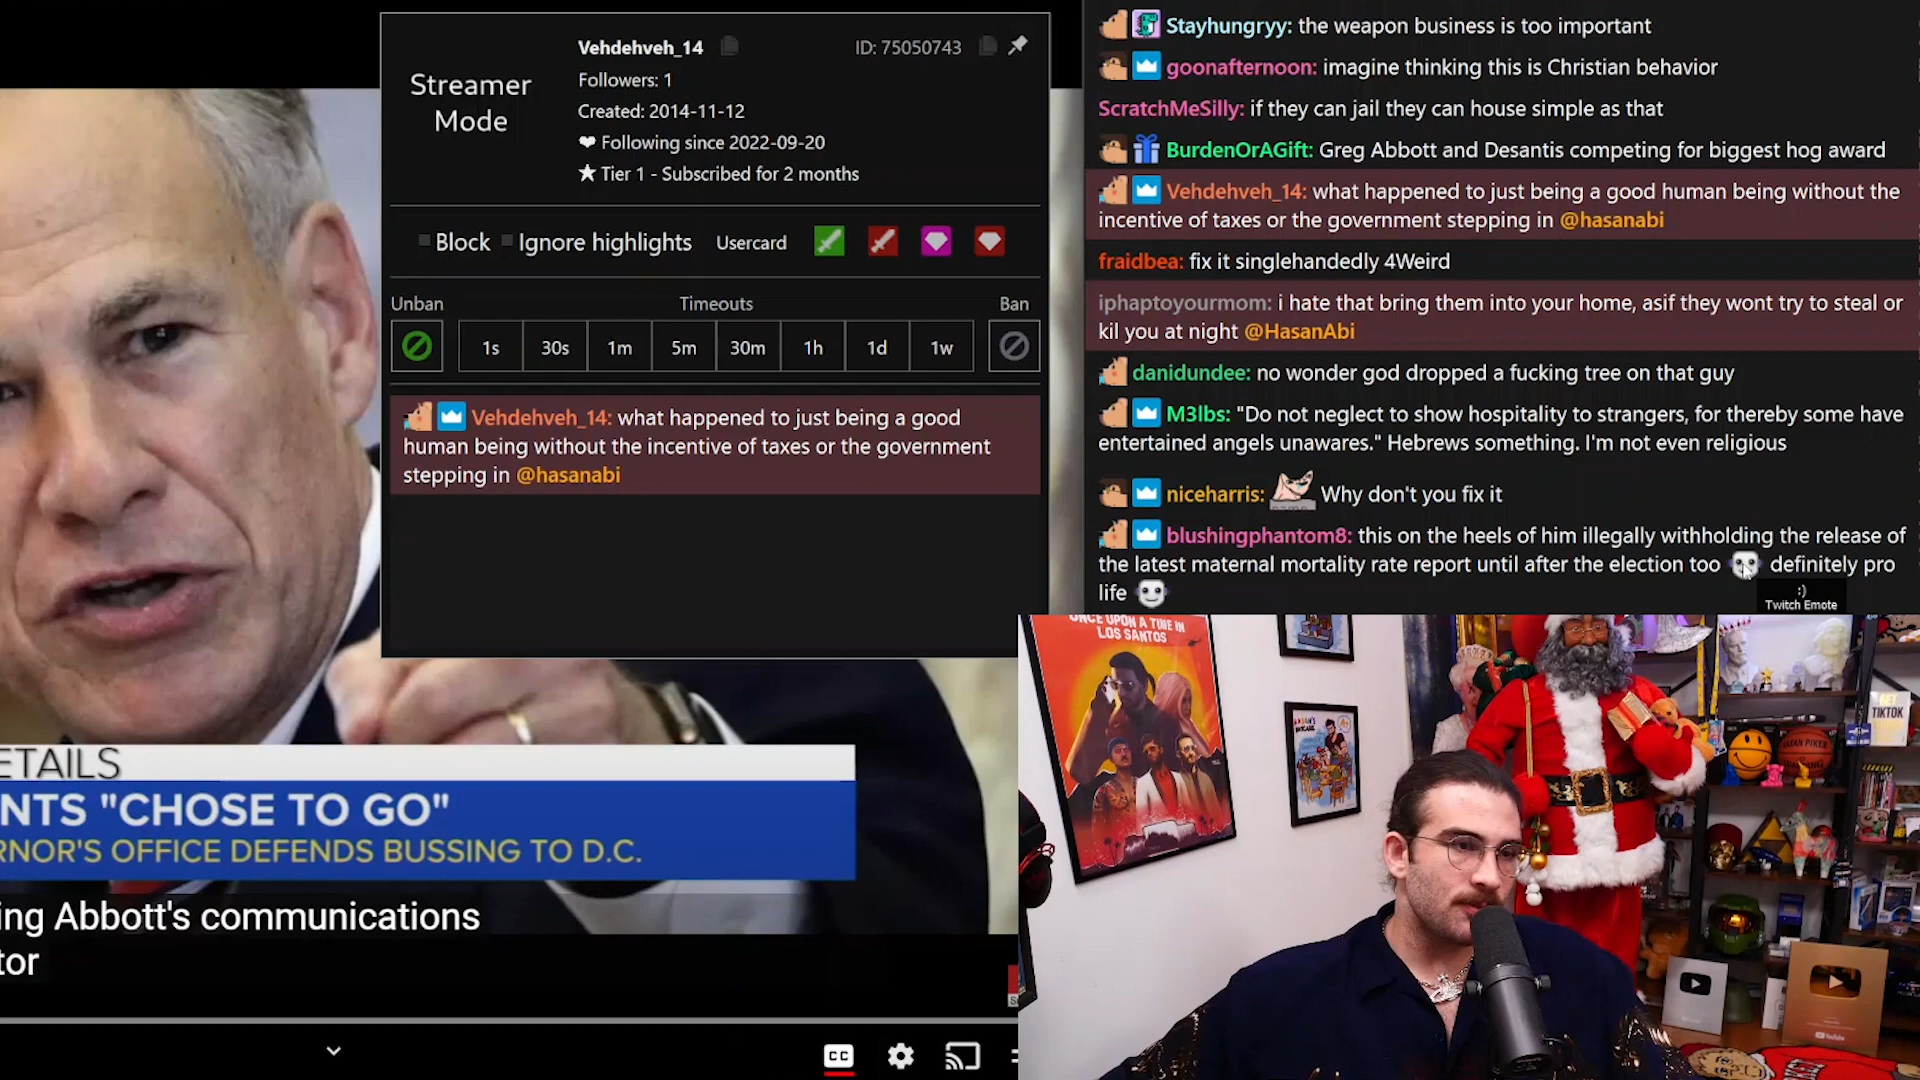 Streamer
Mode
Vehdehveh_14
ID: 75050743
Followers: 1
Created: 2014-11-12
Following since 2022-09-20
Tier 1 - Subscribed for 2 months
Block
Ignore highlights
Usercard
Unban
Timeouts
Ban
1s
30s
1m
5m
30m
1h
1d
1w
Vehdehveh_14: what happened to just being a good
human being without the incentive of taxes or the government
stepping in @hasanabi
Stayhungryy: the weapon business is too important
goonafternoon: imagine thinking this is Christian behavior
ScratchMeSilly: if they can jail they can house simple as that
BurdenOrAGift: Greg Abbott and Desantis competing for biggest hog award
Vehdehveh_14: what happened to just being a good human being without the
incentive of taxes or the government stepping in @hasanabi
fraidbea: fix it singlehandedly 4Weird
iphaptoyourmom: i hate that bring them into your home, asif they wont try to steal or
kil you at night @HasanAbi
danidundee: no wonder god dropped a fucking tree on that guy
M3lbs: "Do not neglect to show hospitality to strangers, for thereby some have
entertained angels unawares." Hebrews something. I'm not even religious
niceharris: Why don't you fix it
blushingphantom8: this on the heels of him illegally withholding the release of
the latest maternal mortality rate report until after the election too definitely pro
life
:)
Twitch Emote
ETAILS
NTS "CHOSE TO GO"
RNOR'S OFFICE DEFENDS BUSSING TO D.C.
ing Abbott's communications
tor
CC
ONCE UPON A TIME IN
LOS SANTOS
TIKTOK